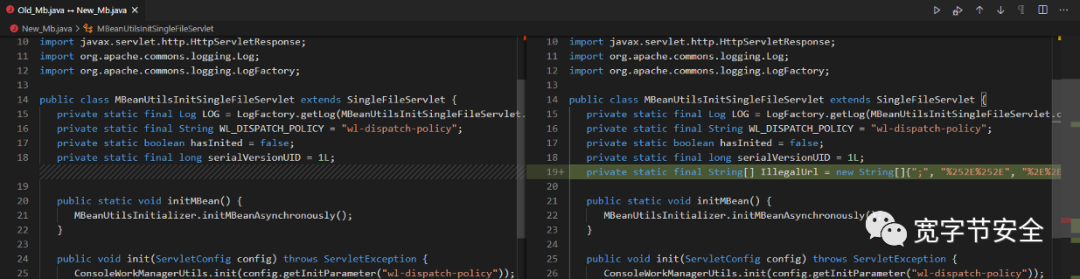 Old_Mb.java ↔ New_Mb.java
New_Mb.java > MBeanUtilsInitSingleFileServlet
10 import javax.servlet.http.HttpServletResponse;
11 import org.apache.commons.logging.Log;
12 import org.apache.commons.logging.LogFactory;
13
14 public class MBeanUtilsInitSingleFileServlet extends SingleFileServlet {
15 private static final Log LOG = LogFactory.getLog(MBeanUtilsInitSingleFileServlet.
16 private static final String WL_DISPATCH_POLICY = "wl-dispatch-policy";
17 private static boolean hasInited = false;
18 private static final long serialVersionUID = 1L;
19
20 public static void initMBean() {
21 MBeanUtilsInitializer.initMBeanAsynchronously();
22 }
23
24 public void init(ServletConfig config) throws ServletException {
25 ConsoleWorkManagerUtils.init(config.getInitParameter("wl-dispatch-policy"));
10 import javax.servlet.http.HttpServletResponse;
11 import org.apache.commons.logging.Log;
12 import org.apache.commons.logging.LogFactory;
13
14 public class MBeanUtilsInitSingleFileServlet extends SingleFileServlet {
15 private static final Log LOG = LogFactory.getLog(MBeanUtilsInitSingleFileServlet.c
16 private static final String WL_DISPATCH_POLICY = "wl-dispatch-policy";
17 private static boolean hasInited = false;
18 private static final long serialVersionUID = 1L;
19+ private static final String[] IllegalUrl = new String[]{";", "%252E%252E", "%2E%2E
20
21 public static void initMBean() {
22 MBeanUtilsInitializer.initMBeanAsynchronously();
23 }
24
25 public void init(ServletConfig config) throws ServletException {
26 ConsoleWorkManagerUtils.init(config.getInitParameter("wl-dispatch-policy"));
宽字节安全